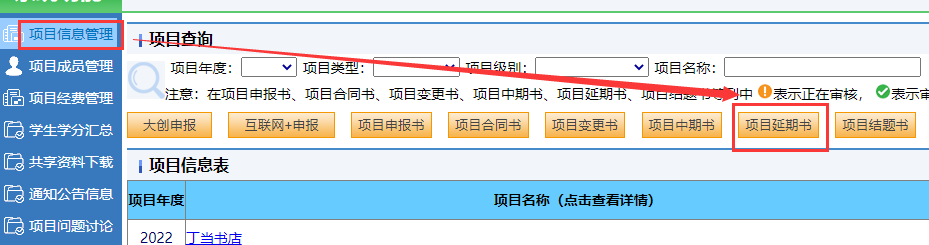 项目信息管理
项目成员管理
项目经费管理
学生学分汇总
共享资料下载
通知公告信息
项目问题讨论
项目查询
项目年度： 项目类型： 项目级别： 项目名称：
注意：在项目申报书、项目合同书、项目变更书、项目中期书、项目延期书、项目结题书等列中 表示正在审核， 表示审
大创申报 互联网+申报 项目申报书 项目合同书 项目变更书 项目中期书 项目延期书 项目结题书
项目信息表
项目年度 项目名称（点击查看详情）
2022 丁当书店